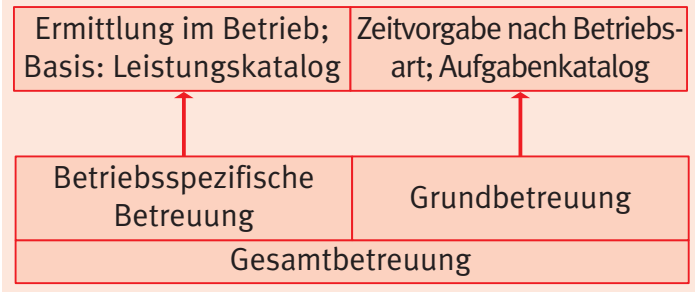 Ermittlung im Betrieb;
Basis: Leistungskatalog
Zeitvorgabe nach Betriebs-
art; Aufgabenkatalog
Betriebsspezifische
Betreuung
Grundbetreuung
Gesamtbetreuung